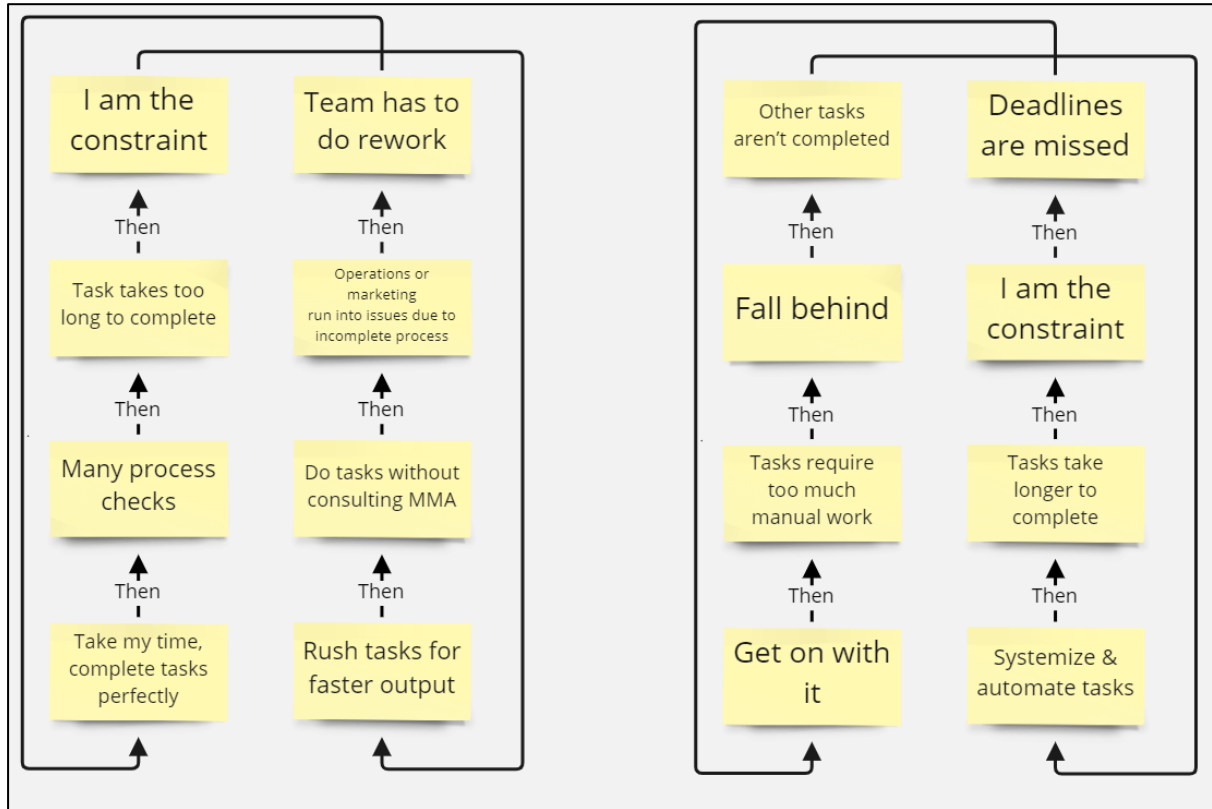 I am the
constraint
Then
Task takes too
long to complete
Then
Many process
checks
Then
Take my time,
complete tasks
perfectly
Team has to
do rework
Then
Operations or
marketing
run into issues due to
incomplete process
Then
Do tasks without
consulting MMA
Then
Rush tasks for
faster output
Other tasks
aren’t completed
Then
Fall behind
Then
Tasks require
too much
manual work
Then
Get on with
it
Deadlines
are missed
Then
I am the
constraint
Then
Tasks take
longer to
complete
Then
Systemize &
automate tasks